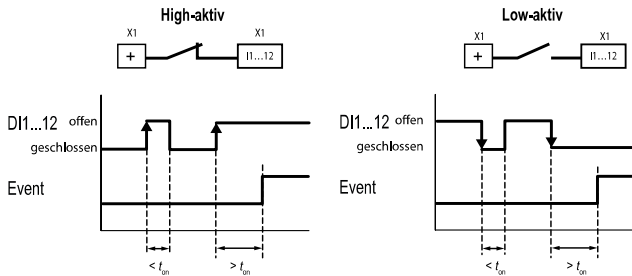 High-aktiv
X1 X1
+ I1...12
DI1...12 offen
geschlossen
Event
< ton > ton
Low-aktiv
X1 X1
+ I1...12
DI1...12 offen
geschlossen
Event
< ton > ton